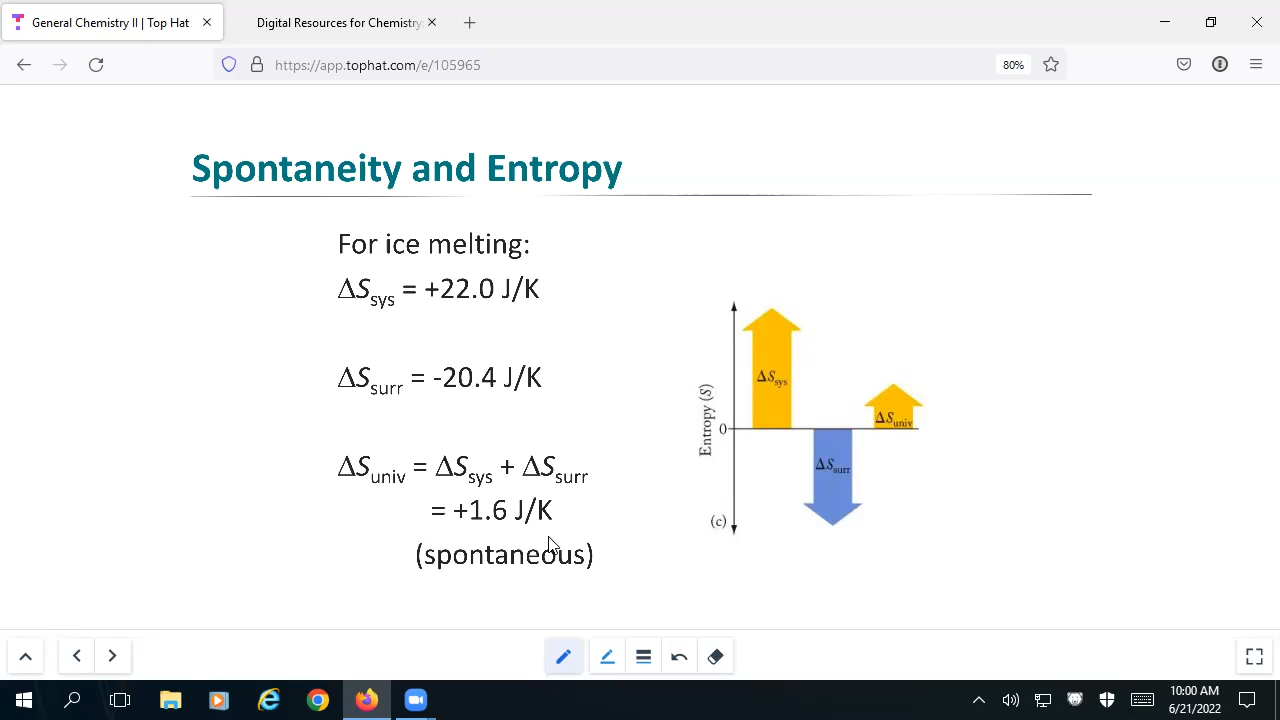 General Chemistry II | Top Hat
Digital Resources for Chemistry
https://app.tophat.com/e/105965
80%
Spontaneity and Entropy
For ice melting:
ΔSsys = +22.0 J/K
ΔSsurr = -20.4 J/K
ΔSuniv = ΔSsys + ΔSsurr
= +1.6 J/K
(spontaneous)
Entropy (S)
0
ΔSsys
ΔSsurr
ΔSuniv
(c)
10:00 AM
6/21/2022